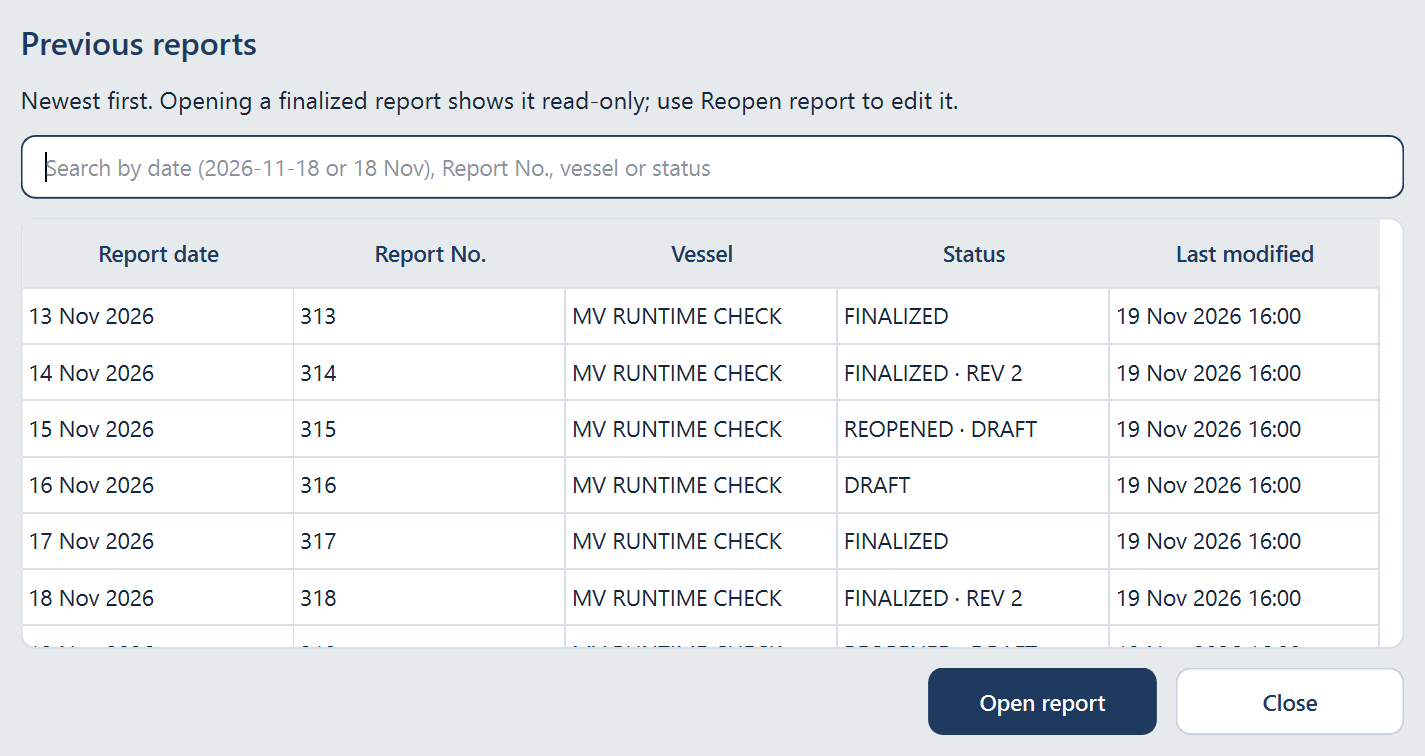 Previous reports
Newest first. Opening a finalized report shows it read-only; use Reopen report to edit it.
Search by date (2026-11-18 or 18 Nov), Report No., vessel or status
Report date Report No. Vessel Status Last modified
13 Nov 2026 313 MV RUNTIME CHECK FINALIZED 19 Nov 2026 16:00
14 Nov 2026 314 MV RUNTIME CHECK FINALIZED · REV 2 19 Nov 2026 16:00
15 Nov 2026 315 MV RUNTIME CHECK REOPENED · DRAFT 19 Nov 2026 16:00
16 Nov 2026 316 MV RUNTIME CHECK DRAFT 19 Nov 2026 16:00
17 Nov 2026 317 MV RUNTIME CHECK FINALIZED 19 Nov 2026 16:00
18 Nov 2026 318 MV RUNTIME CHECK FINALIZED · REV 2 19 Nov 2026 16:00
Open report Close